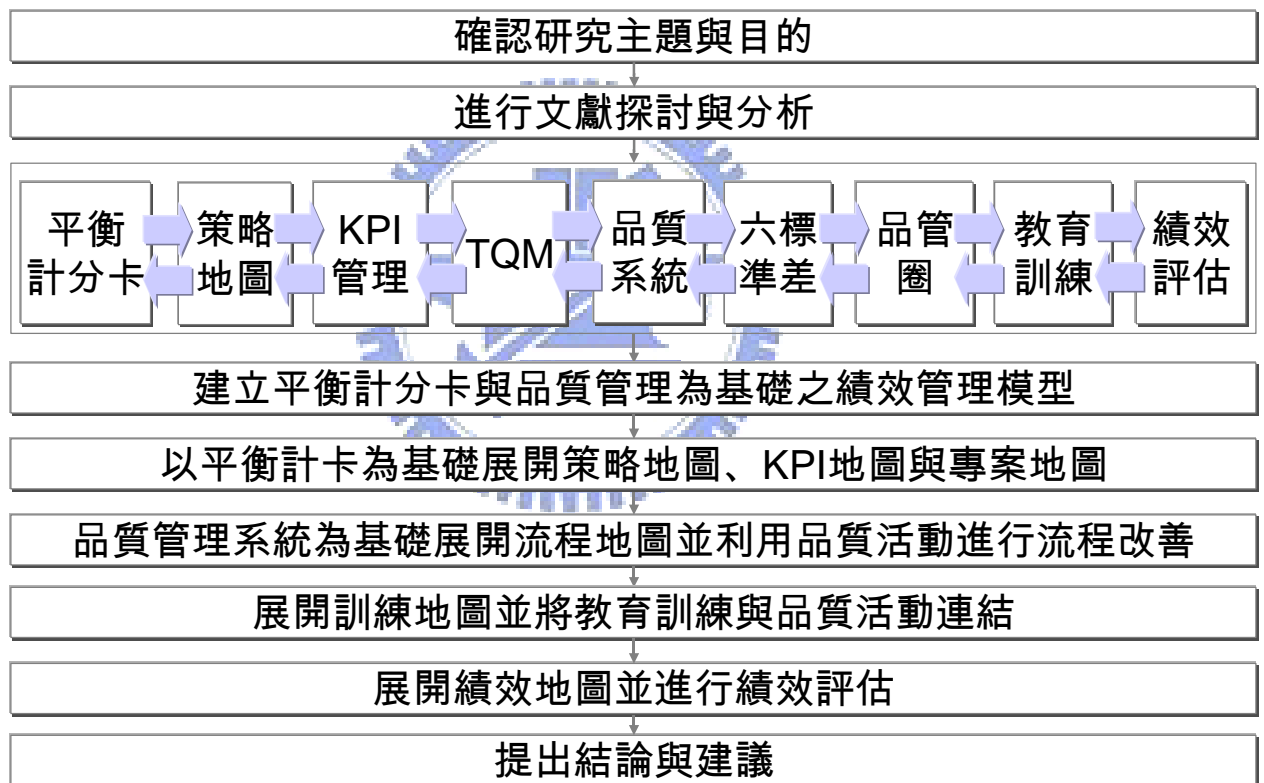 確認研究主題與目的
進行文獻探討與分析
平衡
計分卡
策略
地圖
KPI
管理
TQM
品質
系統
六標
準差
品管
圈
教育
訓練
績效
評估
建立平衡計分卡與品質管理為基礎之績效管理模型
以平衡計卡為基礎展開策略地圖、KPI地圖與專案地圖
品質管理系統為基礎展開流程地圖並利用品質活動進行流程改善
展開訓練地圖並將教育訓練與品質活動連結
展開績效地圖並進行績效評估
提出結論與建議